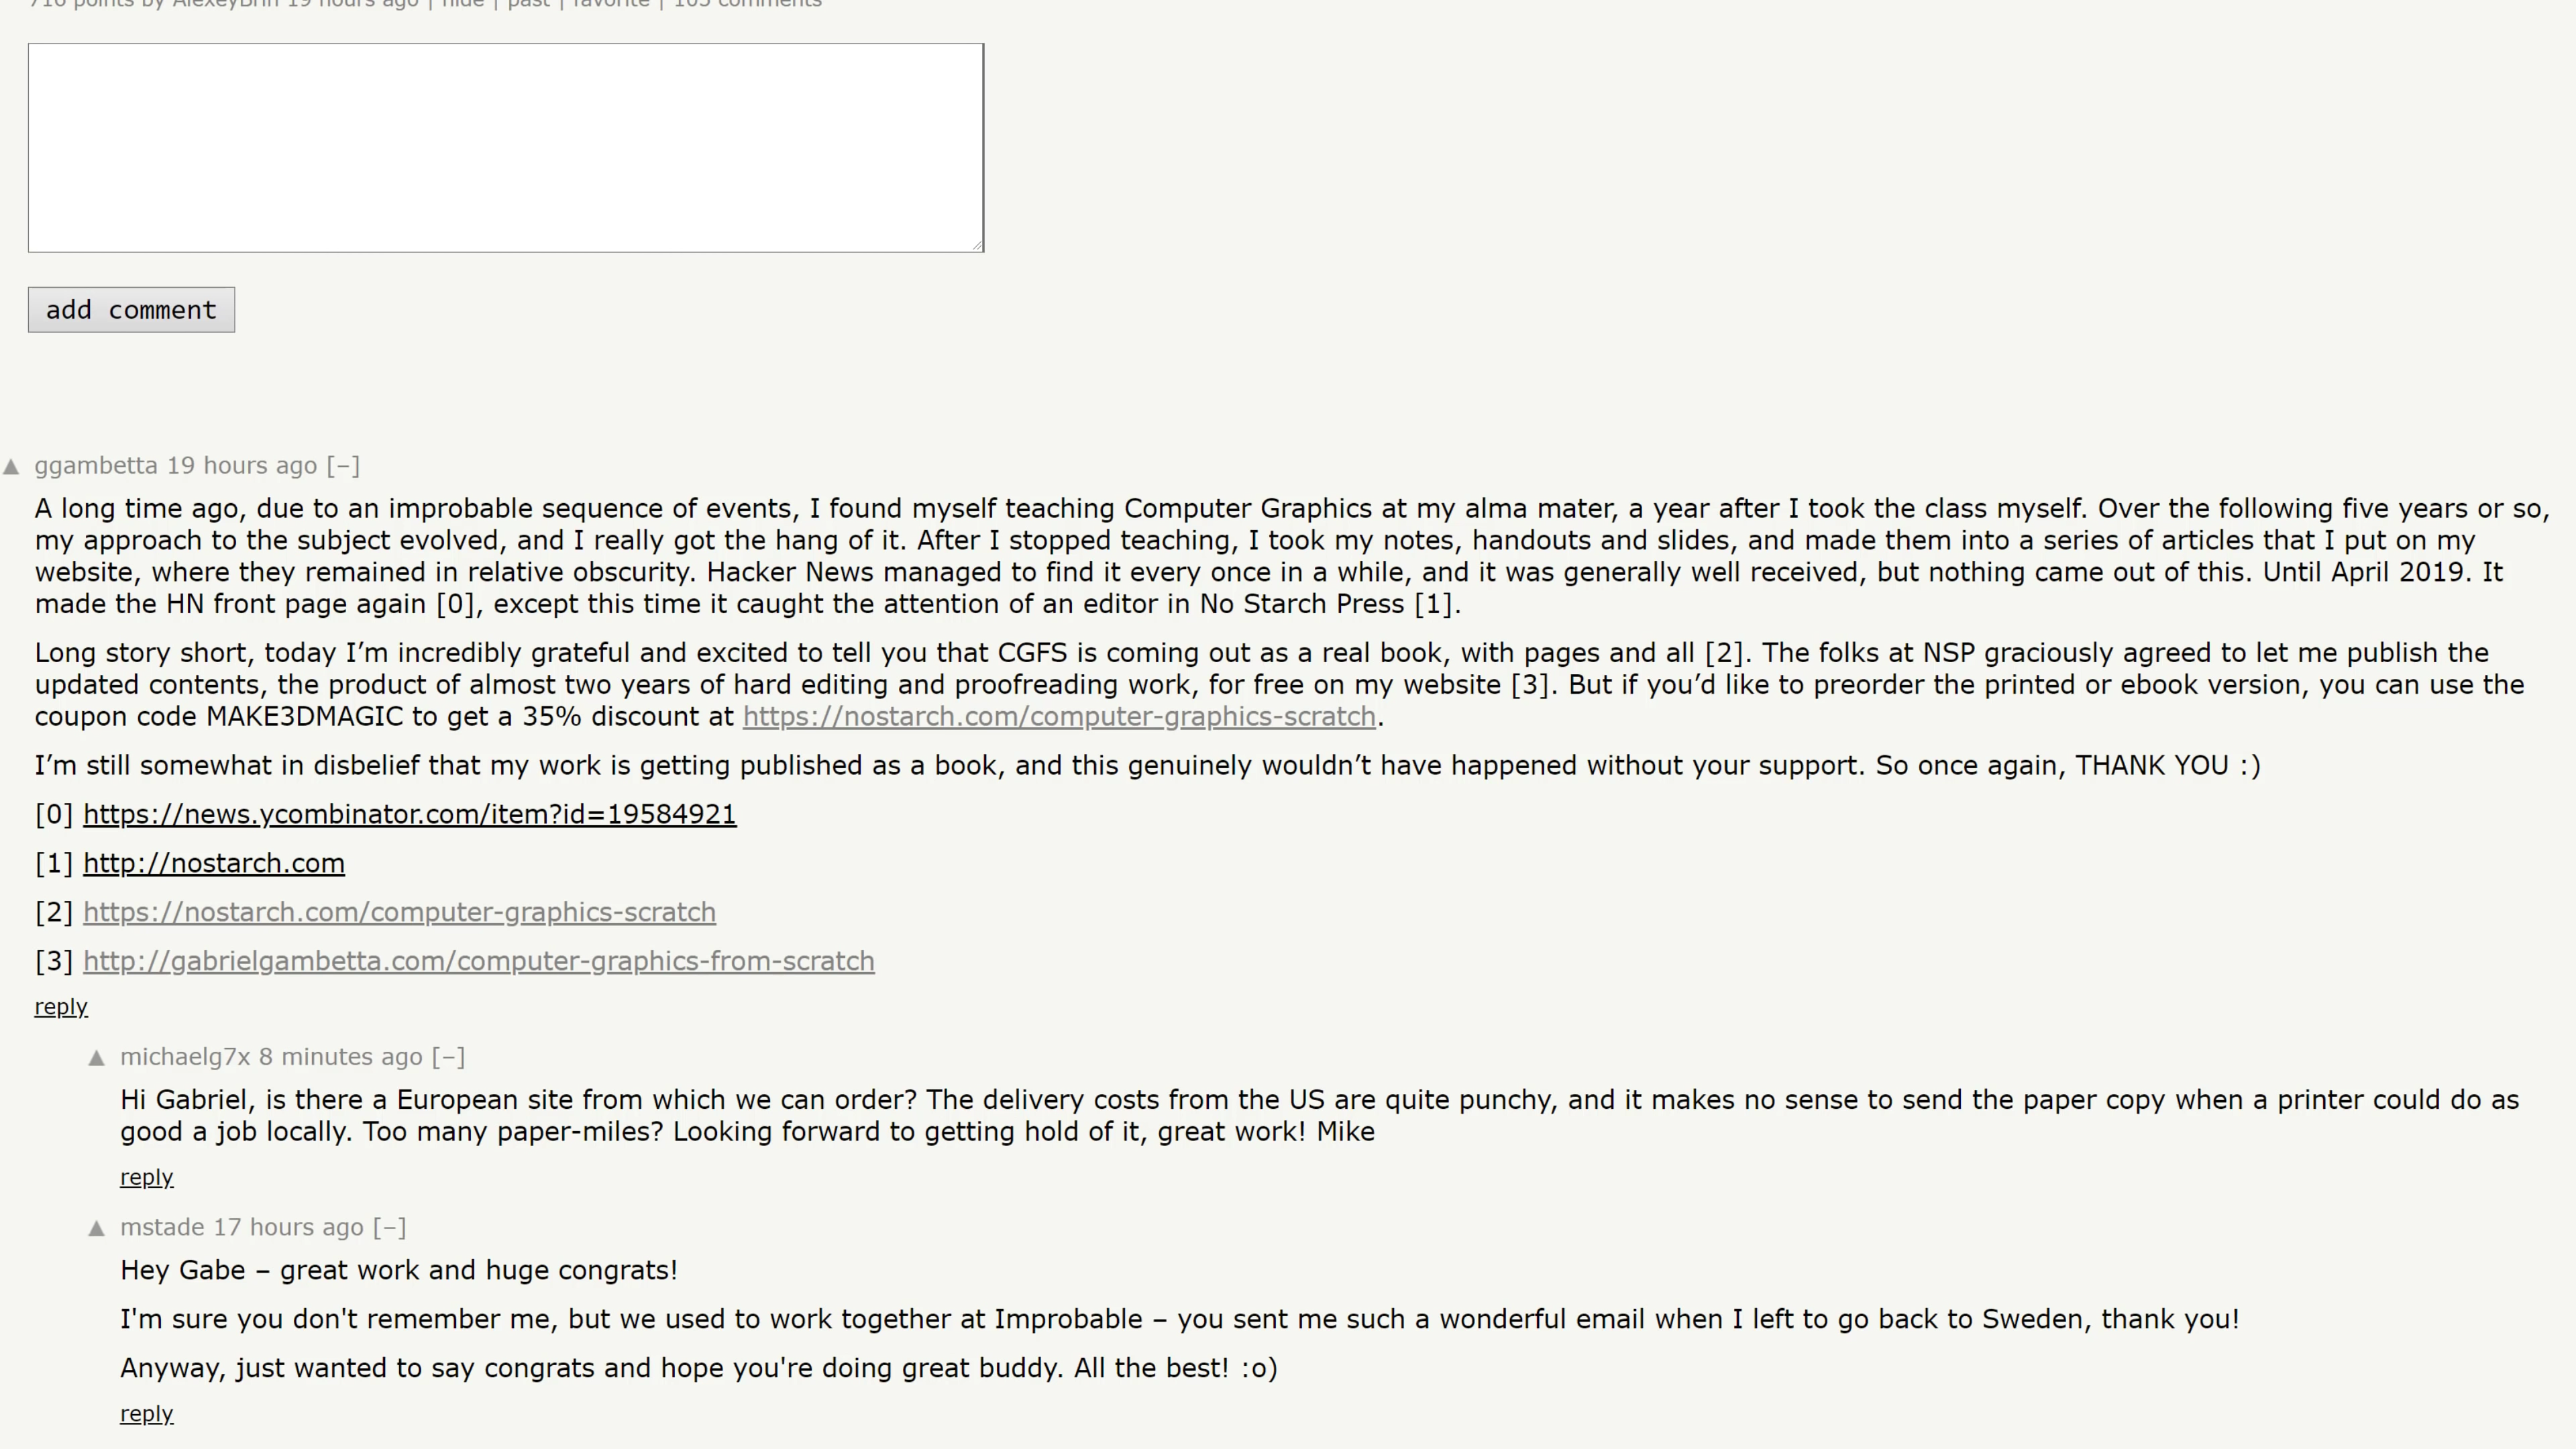 716 points by AlexeyBrin 19 hours ago | hide | past | favorite | 105 comments
add comment
▲ ggambetta 19 hours ago [–]
A long time ago, due to an improbable sequence of events, I found myself teaching Computer Graphics at my alma mater, a year after I took the class myself. Over the following five years or so,
my approach to the subject evolved, and I really got the hang of it. After I stopped teaching, I took my notes, handouts and slides, and made them into a series of articles that I put on my
website, where they remained in relative obscurity. Hacker News managed to find it every once in a while, and it was generally well received, but nothing came out of this. Until April 2019. It
made the HN front page again [0], except this time it caught the attention of an editor in No Starch Press [1].
Long story short, today I’m incredibly grateful and excited to tell you that CGFS is coming out as a real book, with pages and all [2]. The folks at NSP graciously agreed to let me publish the
updated contents, the product of almost two years of hard editing and proofreading work, for free on my website [3]. But if you’d like to preorder the printed or ebook version, you can use the
coupon code MAKE3DMAGIC to get a 35% discount at https://nostarch.com/computer-graphics-scratch.
I’m still somewhat in disbelief that my work is getting published as a book, and this genuinely wouldn’t have happened without your support. So once again, THANK YOU :)
[0] https://news.ycombinator.com/item?id=19584921
[1] http://nostarch.com
[2] https://nostarch.com/computer-graphics-scratch
[3] http://gabrielgambetta.com/computer-graphics-from-scratch
reply
▲ michaelg7x 8 minutes ago [–]
Hi Gabriel, is there a European site from which we can order? The delivery costs from the US are quite punchy, and it makes no sense to send the paper copy when a printer could do as
good a job locally. Too many paper-miles? Looking forward to getting hold of it, great work! Mike
reply
▲ mstade 17 hours ago [–]
Hey Gabe – great work and huge congrats!
I'm sure you don't remember me, but we used to work together at Improbable – you sent me such a wonderful email when I left to go back to Sweden, thank you!
Anyway, just wanted to say congrats and hope you're doing great buddy. All the best! :o)
reply